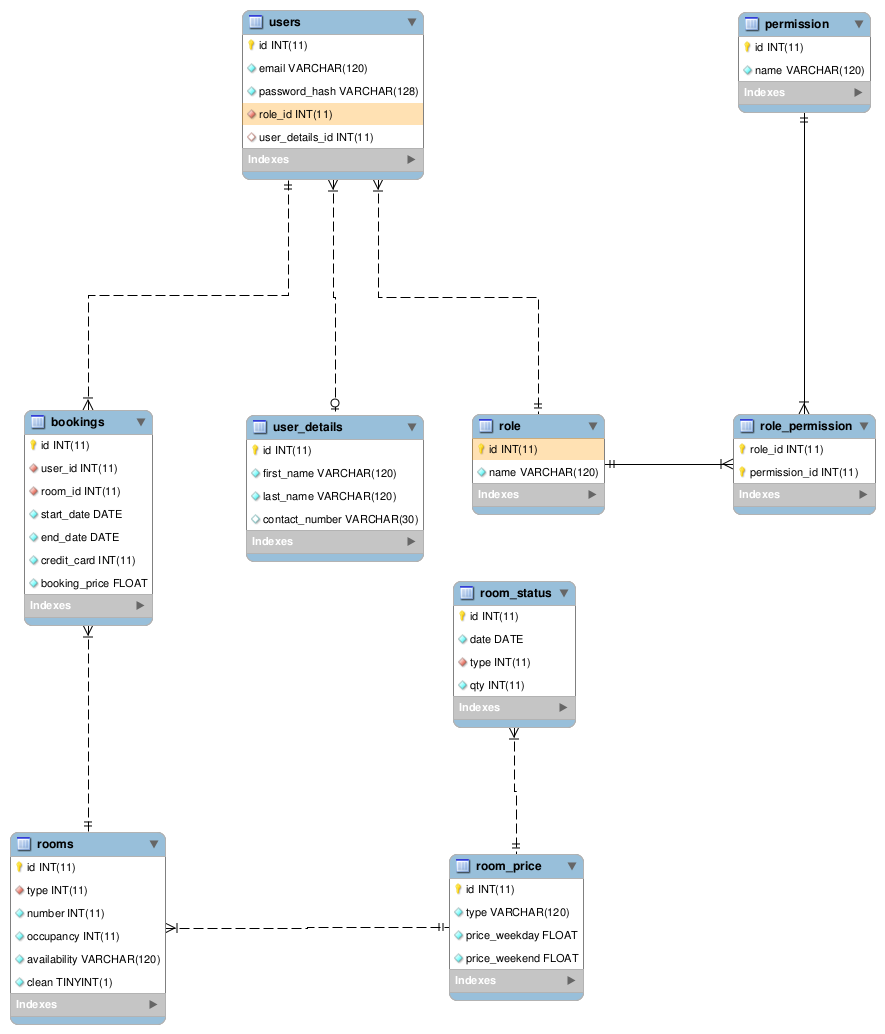 users
id INT(11)
email VARCHAR(120)
password_hash VARCHAR(128)
role_id INT(11)
user_details_id INT(11)
Indexes
permission
id INT(11)
name VARCHAR(120)
Indexes
bookings
id INT(11)
user_id INT(11)
room_id INT(11)
start_date DATE
end_date DATE
credit_card INT(11)
booking_price FLOAT
Indexes
user_details
id INT(11)
first_name VARCHAR(120)
last_name VARCHAR(120)
contact_number VARCHAR(30)
Indexes
role
id INT(11)
name VARCHAR(120)
Indexes
role_permission
role_id INT(11)
permission_id INT(11)
Indexes
room_status
id INT(11)
date DATE
type INT(11)
qty INT(11)
Indexes
rooms
id INT(11)
type INT(11)
number INT(11)
occupancy INT(11)
availability VARCHAR(120)
clean TINYINT(1)
Indexes
room_price
id INT(11)
type VARCHAR(120)
price_weekday FLOAT
price_weekend FLOAT
Indexes